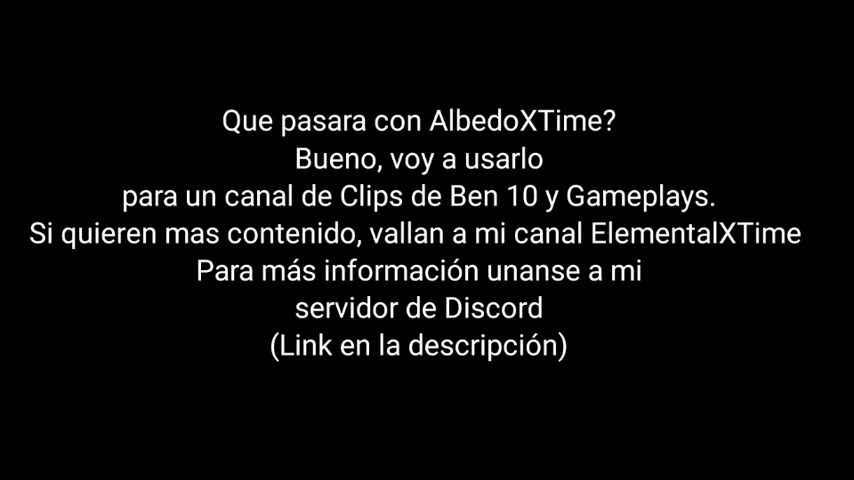 Que pasara con AlbedoXTime?
Bueno, voy a usarlo
para un canal de Clips de Ben 10 y Gameplays.
Si quieren mas contenido, vallan a mi canal ElementalXTime
Para más información unanse a mi
servidor de Discord
(Link en la descripción)